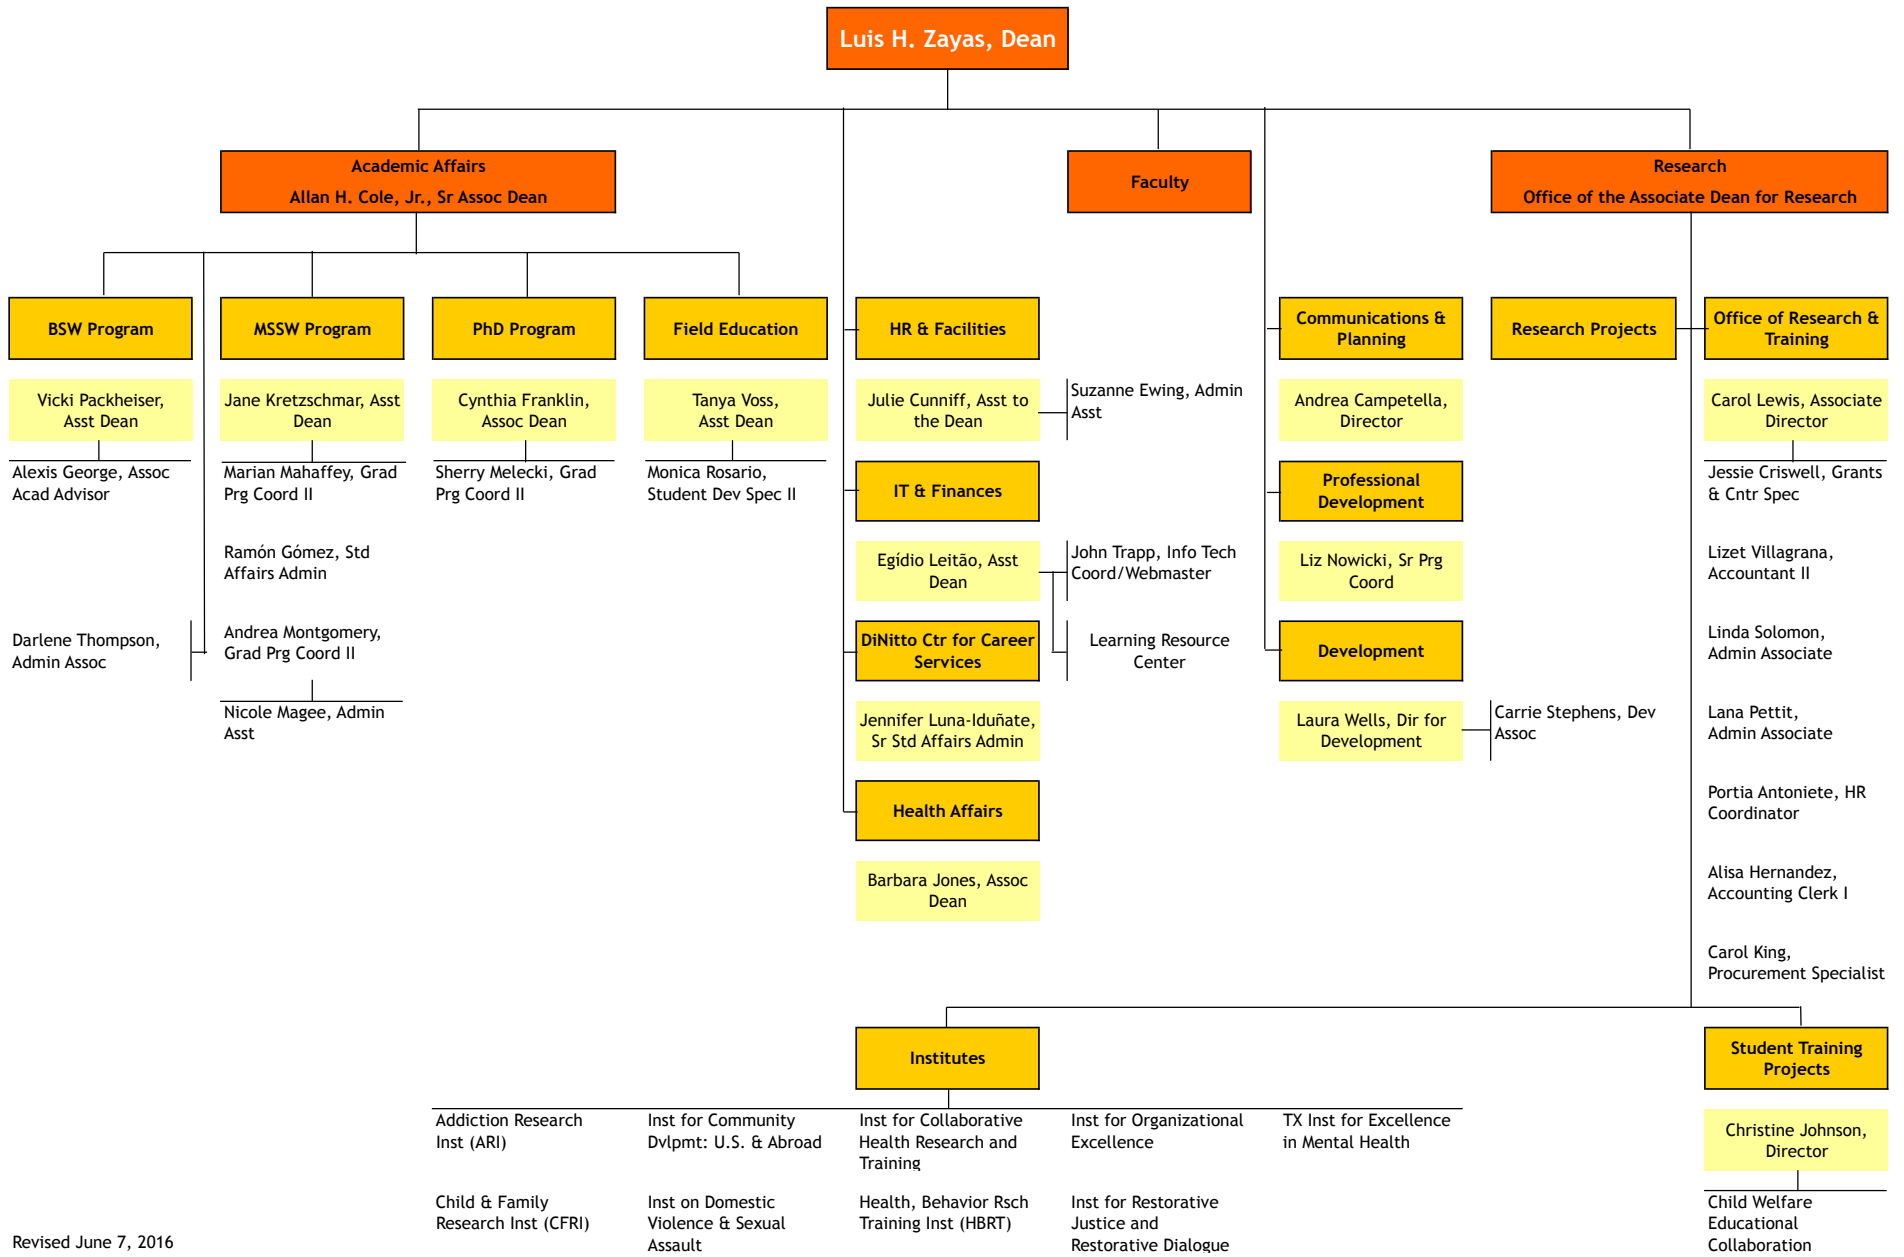 Luis H. Zayas, Dean
Academic Affairs
Allan H. Cole, Jr., Sr Assoc Dean
Faculty
Research
Office of the Associate Dean for Research
BSW Program
Vicki Packheiser,
Asst Dean
Alexis George, Assoc
Acad Advisor
Darlene Thompson,
Admin Assoc
MSSW Program
Jane Kretzschmar, Asst
Dean
Marian Mahaffey, Grad
Prg Coord II
Ramón Gómez, Std
Affairs Admin
Andrea Montgomery,
Grad Prg Coord II
Nicole Magee, Admin
Asst
PhD Program
Cynthia Franklin,
Assoc Dean
Sherry Melecki, Grad
Prg Coord II
Field Education
Tanya Voss,
Asst Dean
Monica Rosario,
Student Dev Spec II
HR & Facilities
Julie Cunniff, Asst to
the Dean
Suzanne Ewing, Admin
Asst
IT & Finances
Egídio Leitão, Asst
Dean
John Trapp, Info Tech
Coord/Webmaster
Learning Resource
Center
DiNitto Ctr for Career
Services
Jennifer Luna-Iduñate,
Sr Std Affairs Admin
Health Affairs
Barbara Jones, Assoc
Dean
Communications &
Planning
Andrea Campetella,
Director
Professional
Development
Liz Nowicki, Sr Prg
Coord
Development
Laura Wells, Dir for
Development
Carrie Stephens, Dev
Assoc
Research Projects
Office of Research &
Training
Carol Lewis, Associate
Director
Jessie Criswell, Grants
& Cntr Spec
Lizet Villagrana,
Accountant II
Linda Solomon,
Admin Associate
Lana Pettit,
Admin Associate
Portia Antoniete, HR
Coordinator
Alisa Hernandez,
Accounting Clerk I
Carol King,
Procurement Specialist
Institutes
Addiction Research
Inst (ARI)
Inst for Community
Dvlpmt: U.S. & Abroad
Inst for Collaborative
Health Research and
Training
Inst for Organizational
Excellence
TX Inst for Excellence
in Mental Health
Child & Family
Research Inst (CFRI)
Inst on Domestic
Violence & Sexual
Assault
Health, Behavior Rsch
Training Inst (HBRT)
Inst for Restorative
Justice and
Restorative Dialogue
Student Training
Projects
Christine Johnson,
Director
Child Welfare
Educational
Collaboration
Revised June 7, 2016